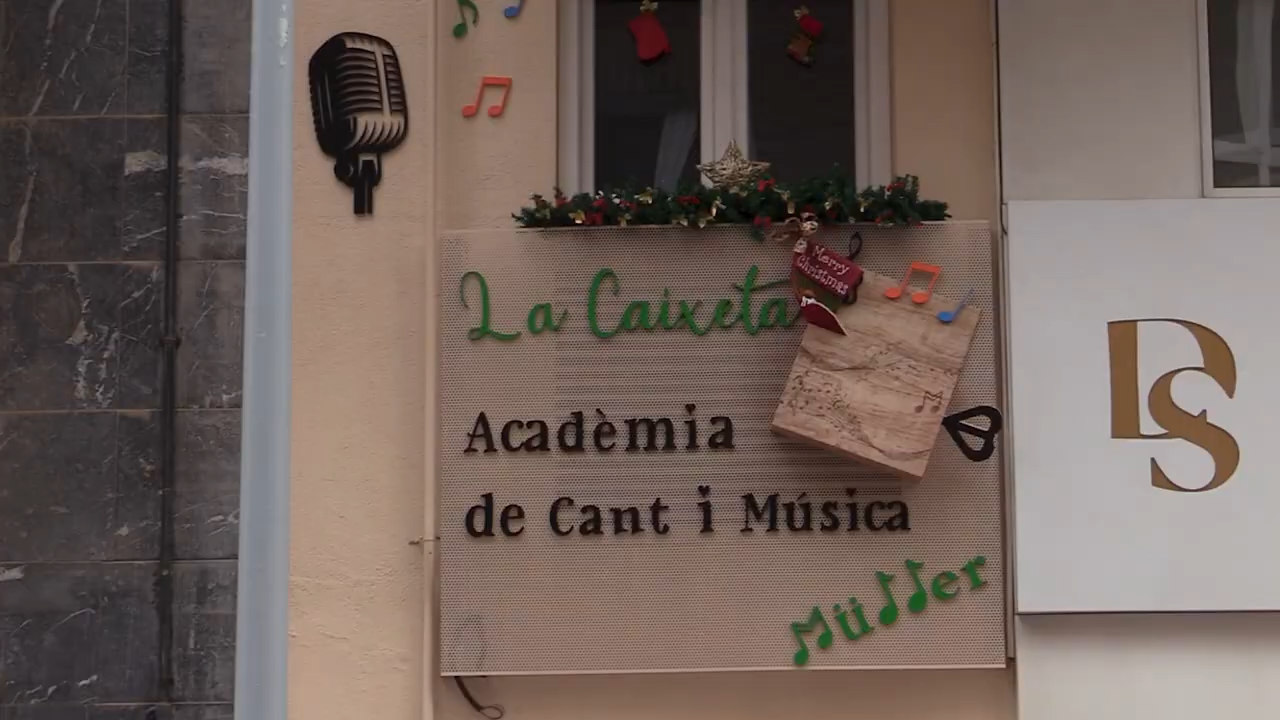 Merry
Christmas
La Caixeta
Acadèmia
de Cant i Música
Müller
DS